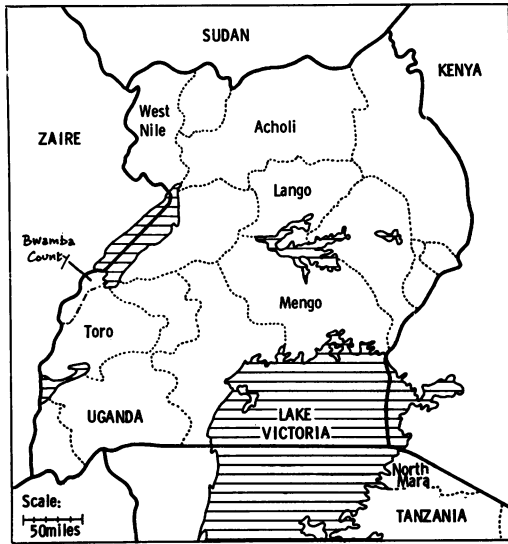 SUDAN
KENYA
West
Nile
Acholi
ZAIRE
Lango
Bwamba
County
Mengo
Toro
UGANDA
LAKE
VICTORIA
North
Mara
Scale:
50miles
TANZANIA